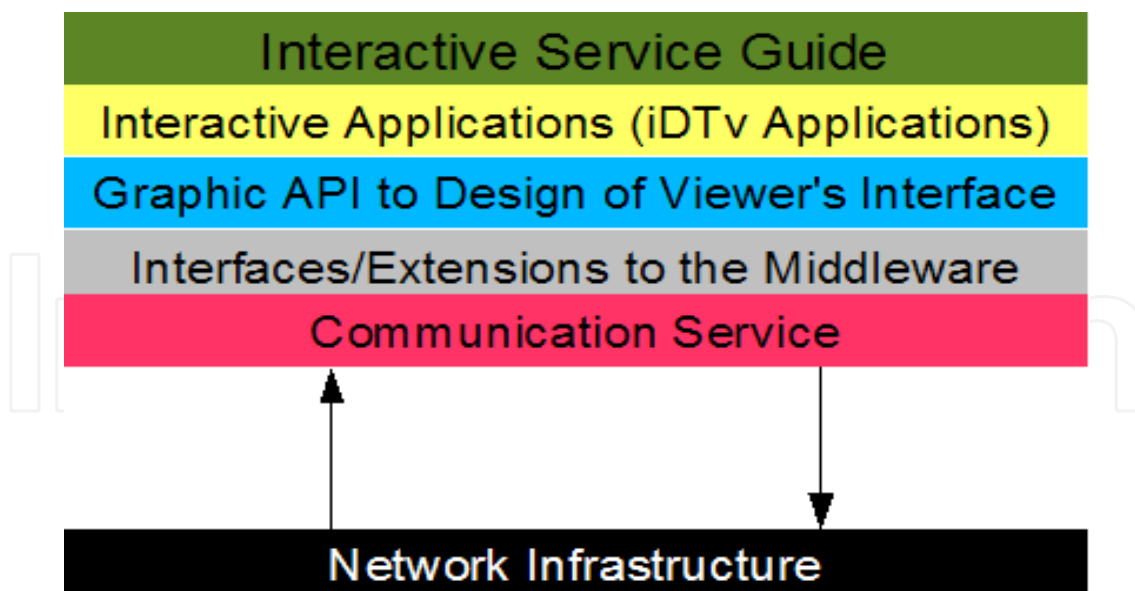 Interactive Service Guide
Interactive Applications (iDTv Applications)
Graphic API to Design of Viewer's Interface
Interfaces/Extensions to the Middleware
Communication Service
Network Infrastructure